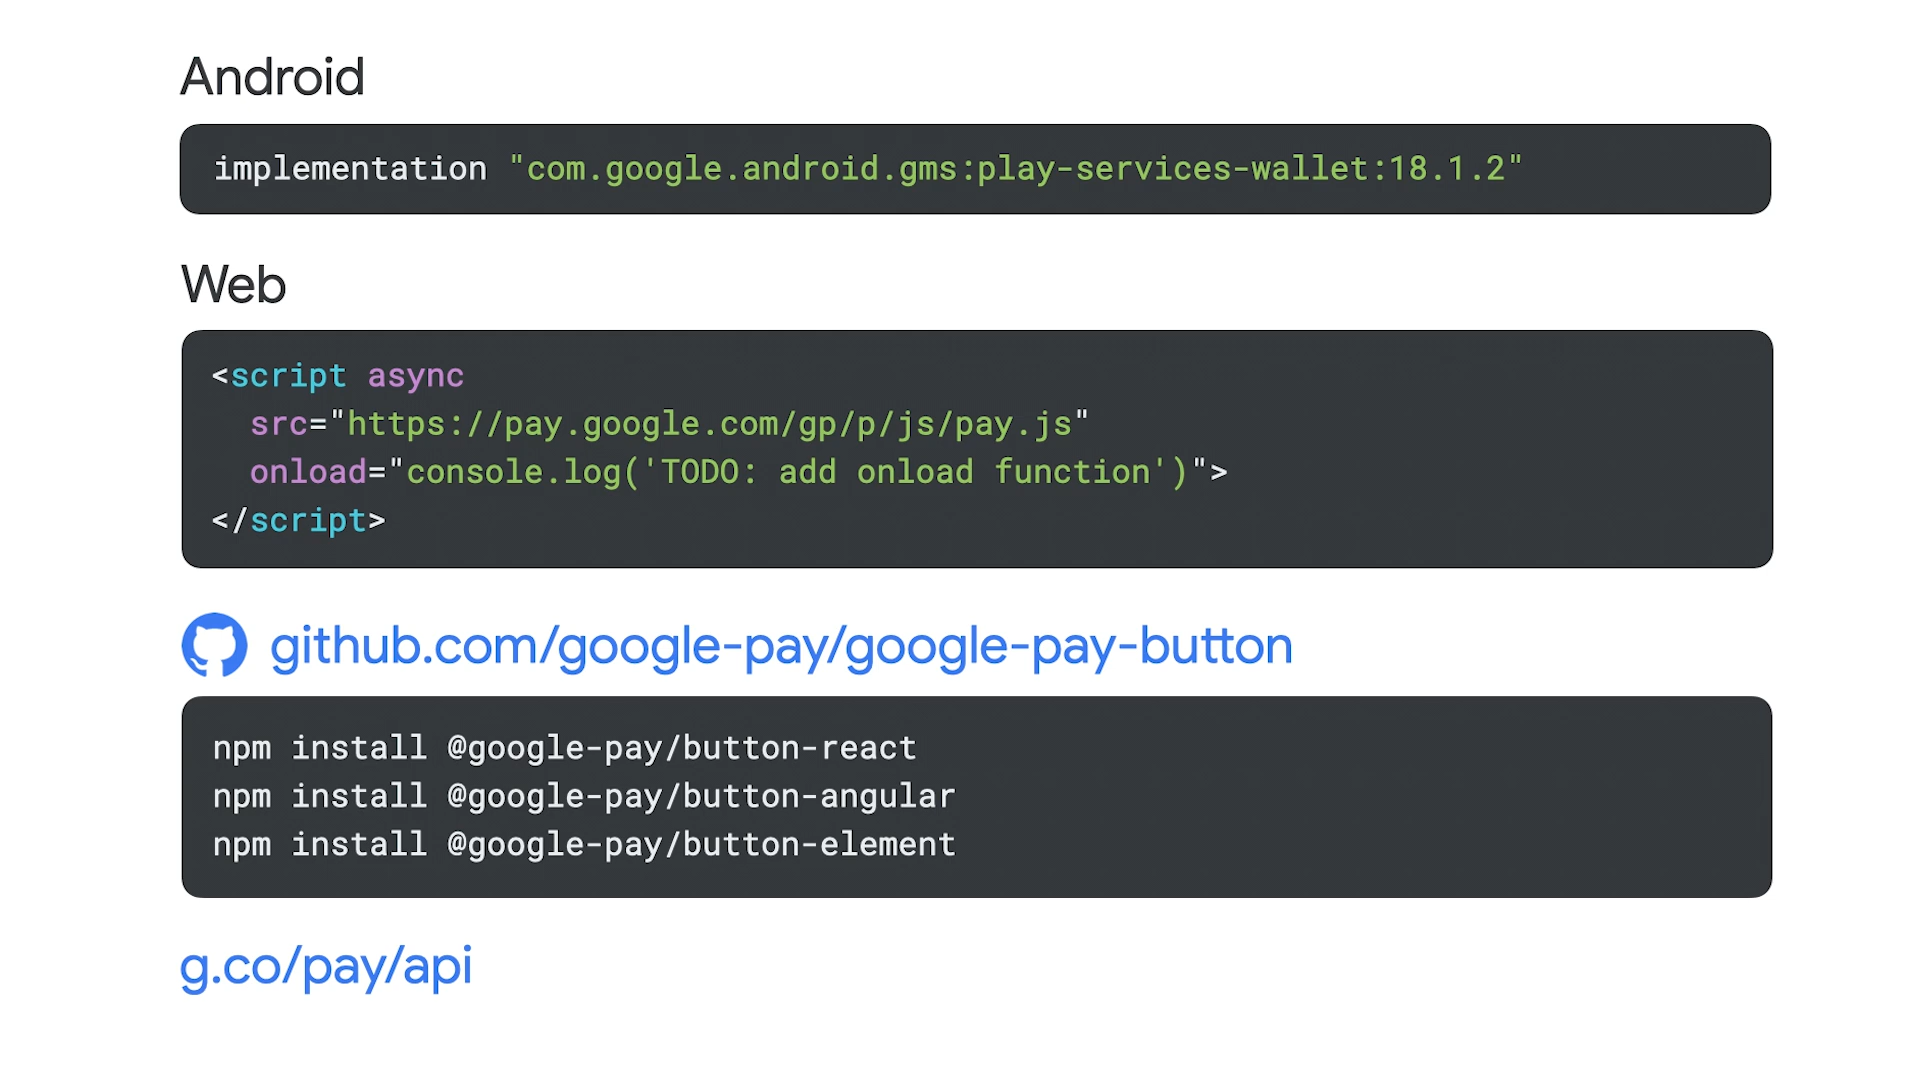 Android
implementation "com.google.android.gms:play-services-wallet:18.1.2"
Web
<script async
src="https://pay.google.com/gp/p/js/pay.js"
onload="console.log('TODO: add onload function')">
</script>
github.com/google-pay/google-pay-button
npm install @google-pay/button-react
npm install @google-pay/button-angular
npm install @google-pay/button-element
g.co/pay/api